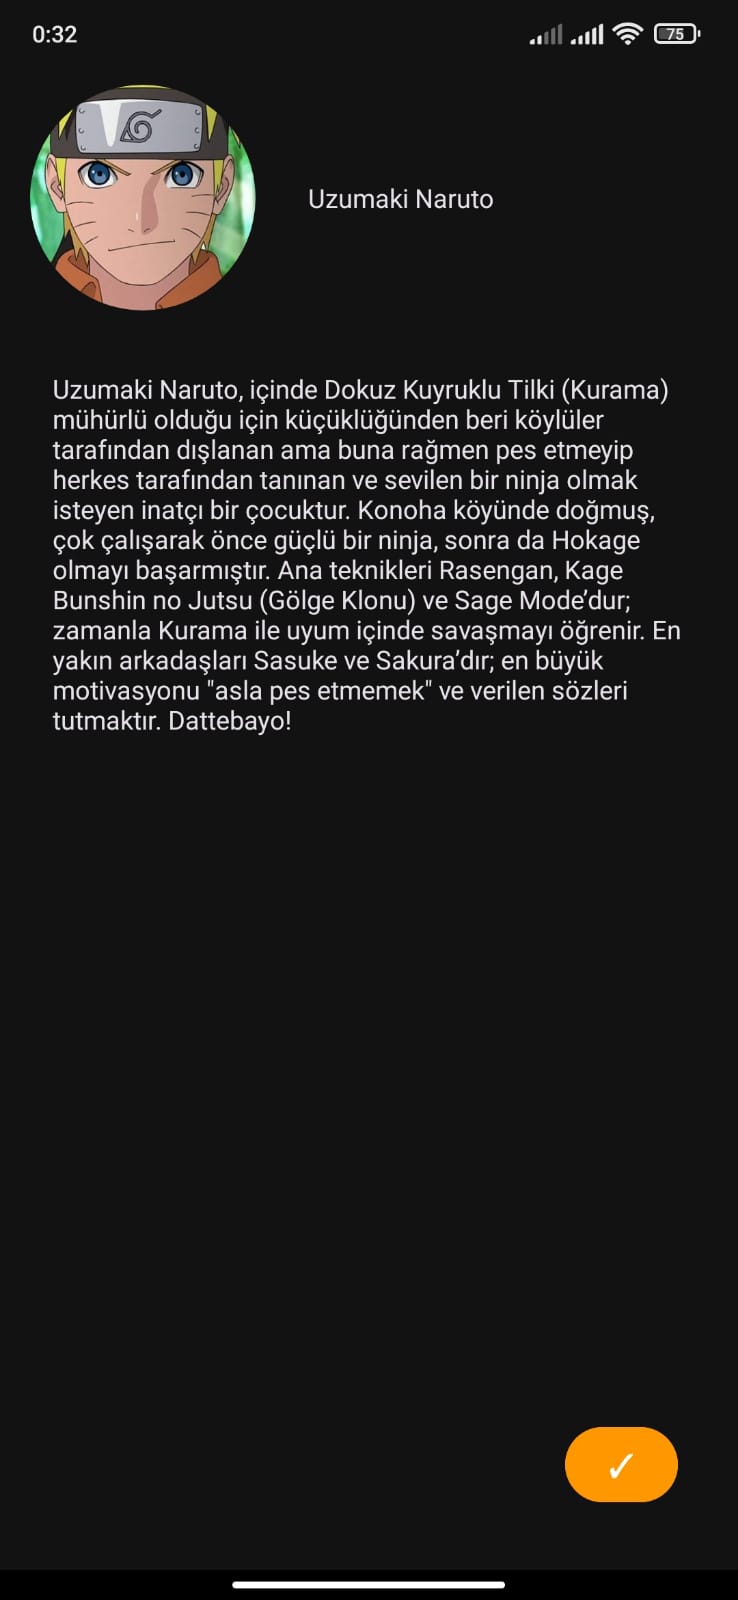 0:32
75
Uzumaki Naruto
Uzumaki Naruto, içinde Dokuz Kuyruklu Tilki (Kurama)
mühürlü olduğu için küçüklüğünden beri köylüler
tarafından dışlanan ama buna rağmen pes etmeyip
herkes tarafından tanınan ve sevilen bir ninja olmak
isteyen inatçı bir çocuktur. Konoha köyünde doğmuş,
çok çalışarak önce güçlü bir ninja, sonra da Hokage
olmayı başarmıştır. Ana teknikleri Rasengan, Kage
Bunshin no Jutsu (Gölge Klonu) ve Sage Mode’dur;
zamanla Kurama ile uyum içinde savaşmayı öğrenir. En
yakın arkadaşları Sasuke ve Sakura’dır; en büyük
motivasyonu "asla pes etmemek" ve verilen sözleri
tutmaktır. Dattebayo!
✓